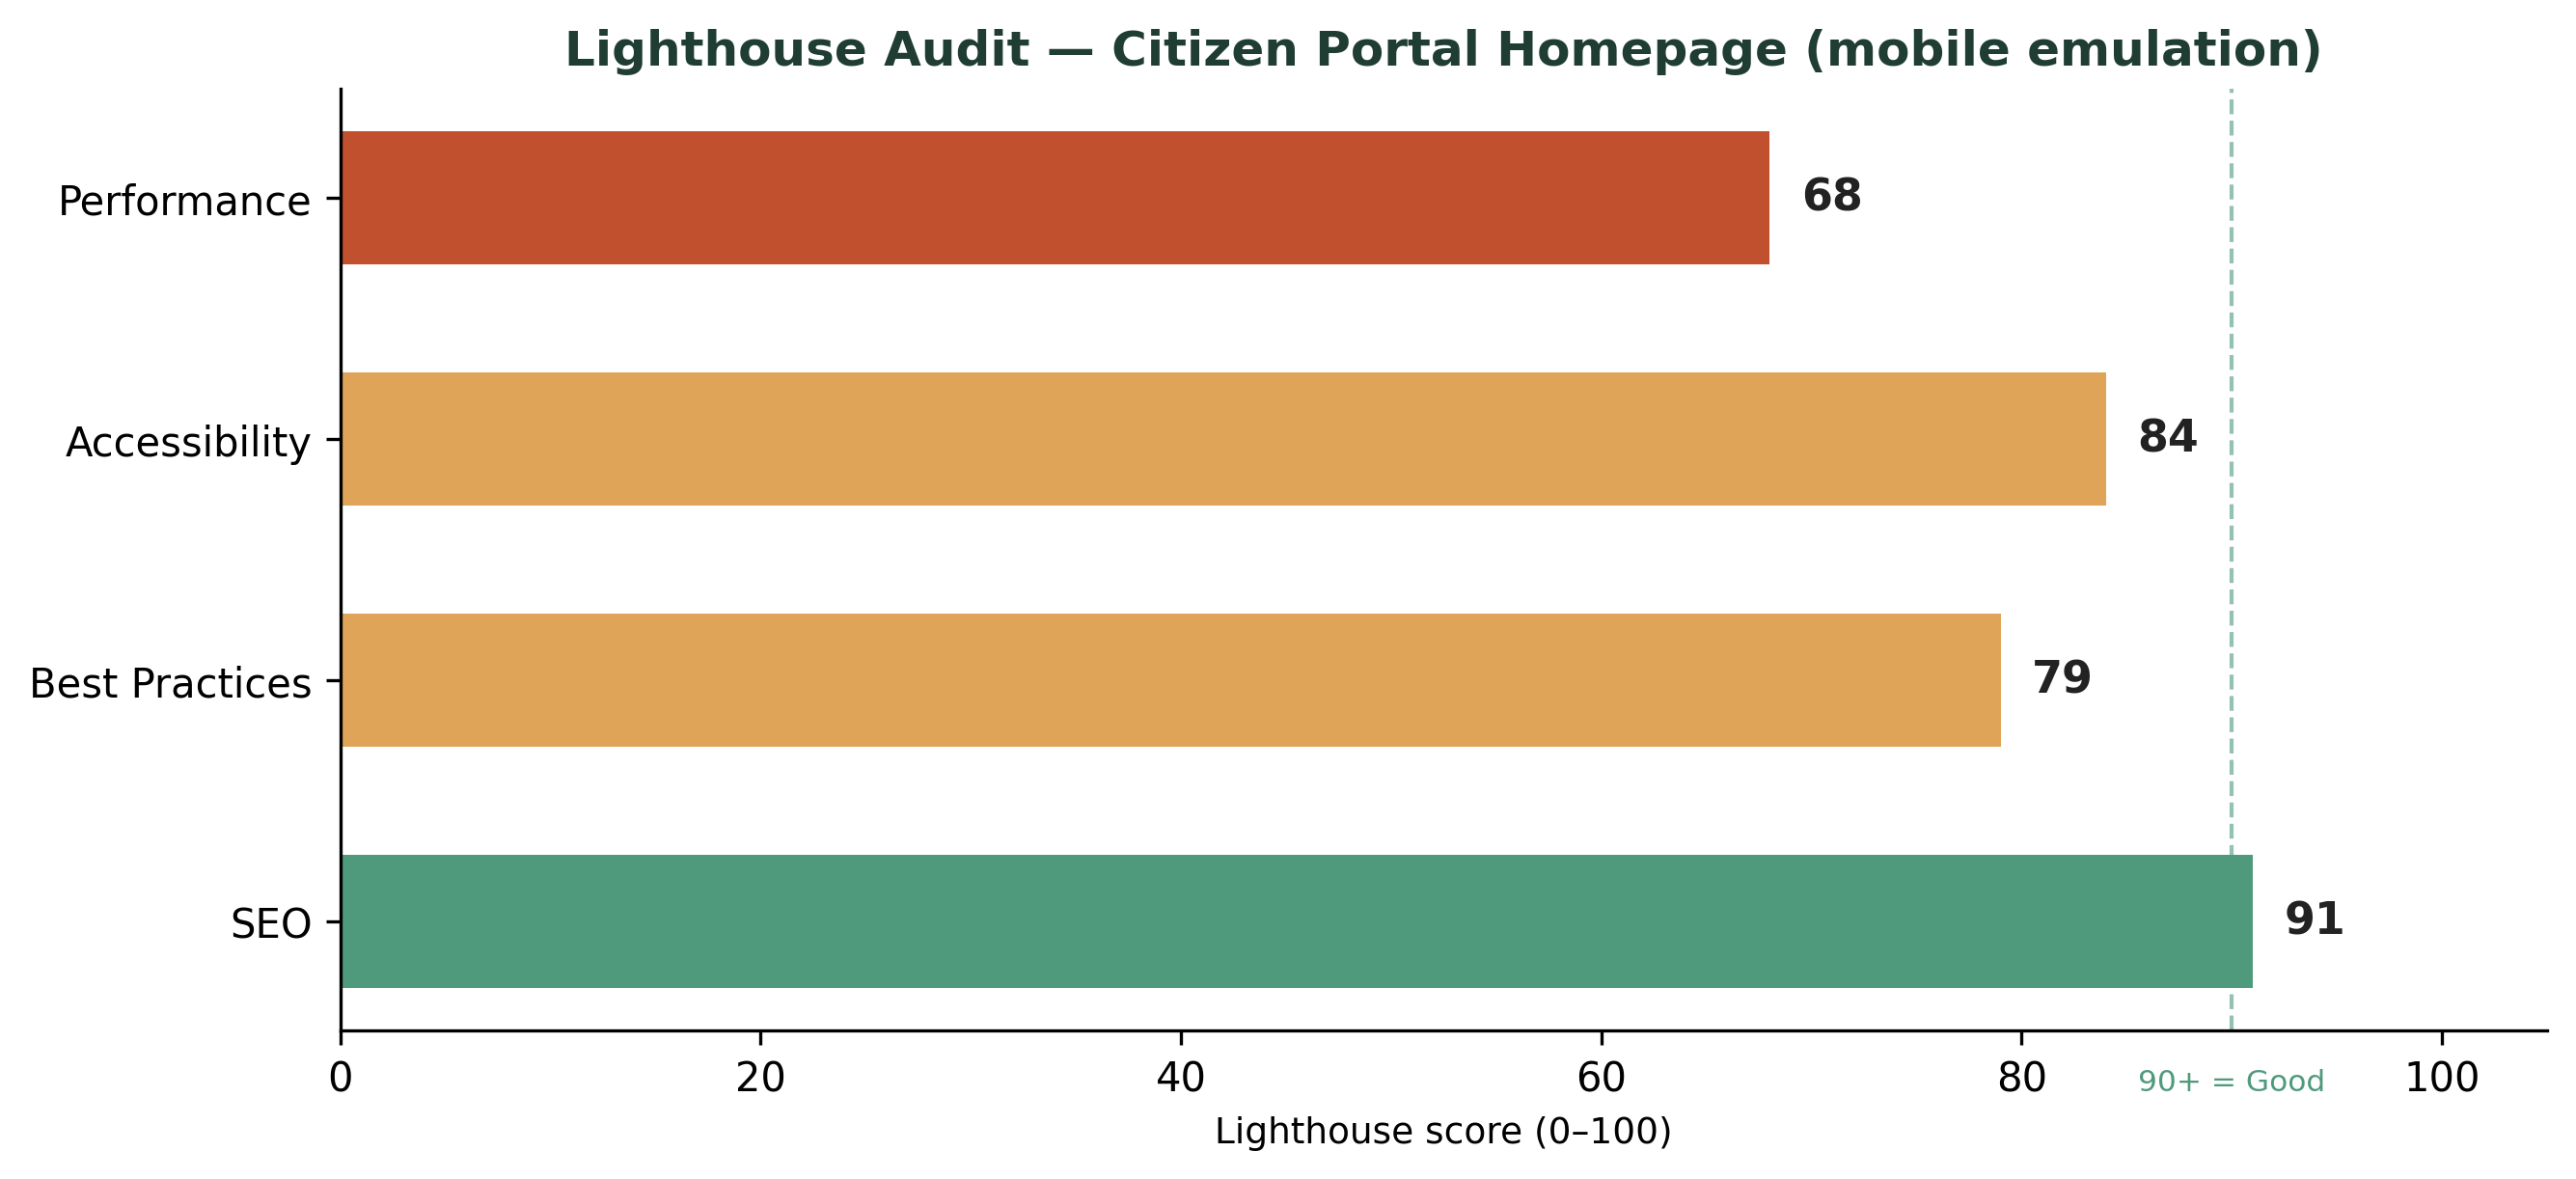 Lighthouse Audit — Citizen Portal Homepage (mobile emulation)
Performance
68
Accessibility
84
Best Practices
79
SEO
91
0 20 40 60 80 90+ = Good 100
Lighthouse score (0–100)